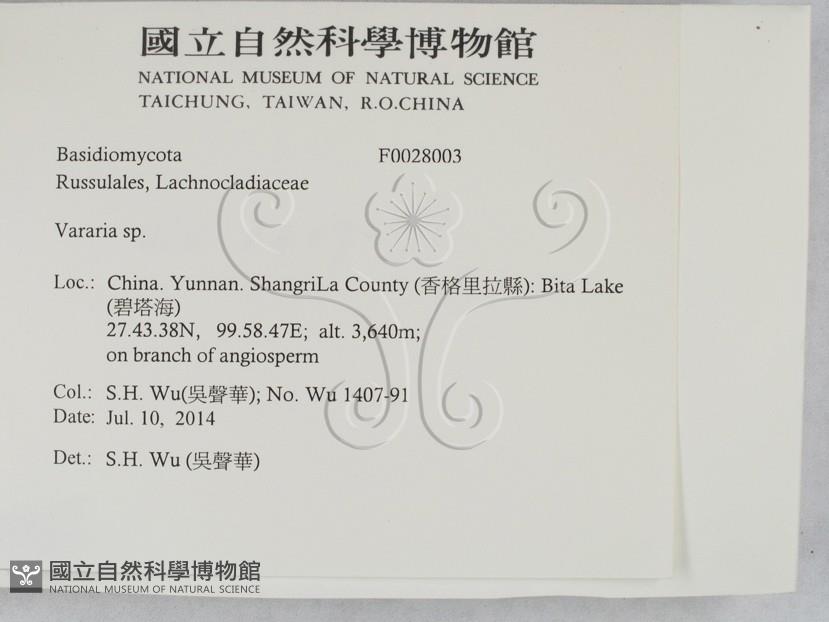 國立自然科學博物館
NATIONAL MUSEUM OF NATURAL SCIENCE
TAICHUNG, TAIWAN, R.O.CHINA
Basidiomycota F0028003
Russulales, Lachnocladiaceae
Vararia sp.
Loc.: China. Yunnan. ShangriLa County (香格里拉縣): Bita Lake
(碧塔海)
27.43.38N, 99.58.47E; alt. 3,640m;
on branch of angiosperm
Col.: S.H. Wu(吳聲華); No. Wu 1407-91
Date: Jul. 10, 2014
Det.: S.H. Wu (吳聲華)
國立自然科學博物館
NATIONAL MUSEUM OF NATURAL SCIENCE